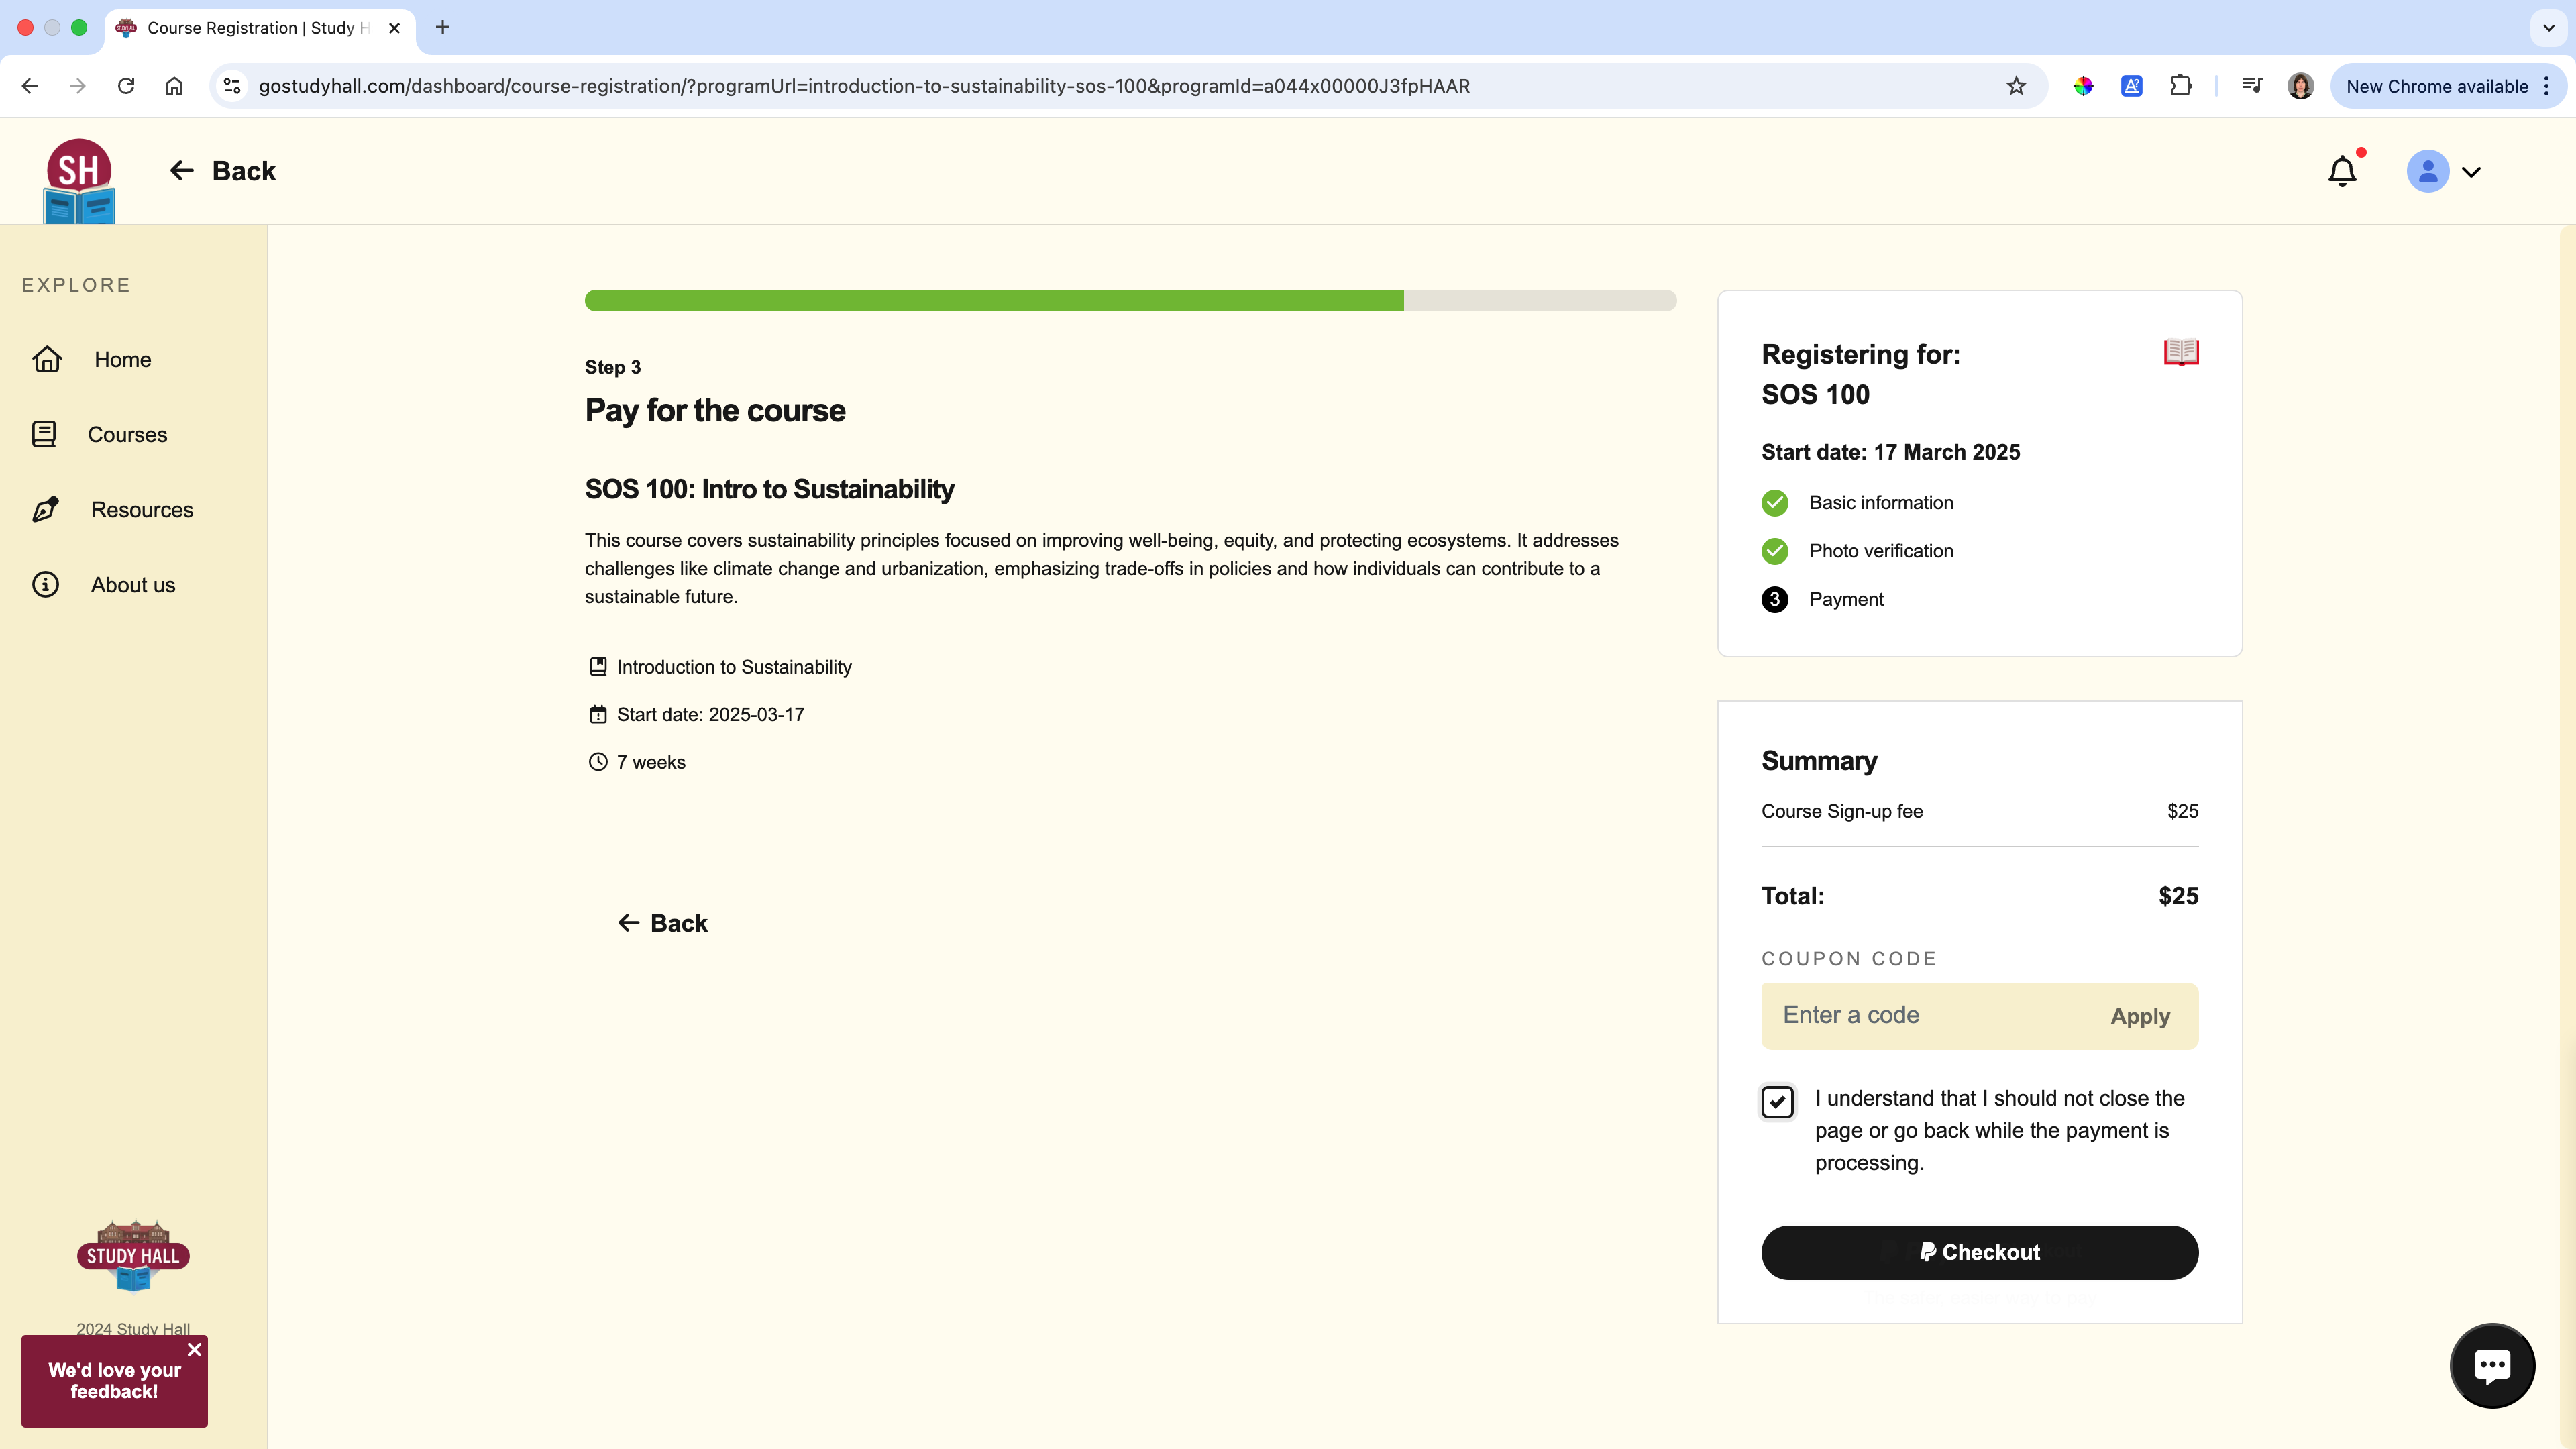 Course Registration | Study H
gostudyhall.com/dashboard/course-registration/?programUrl=introduction-to-sustainability-sos-100&programId=a044x00000J3fpHAAR
New Chrome available
SH
Back
EXPLORE
Home
Courses
Resources
About us
STUDY HALL
2024 Study Hall
We'd love your
feedback!
Step 3
Pay for the course
SOS 100: Intro to Sustainability
This course covers sustainability principles focused on improving well-being, equity, and protecting ecosystems. It addresses
challenges like climate change and urbanization, emphasizing trade-offs in policies and how individuals can contribute to a
sustainable future.
Introduction to Sustainability
Start date: 2025-03-17
7 weeks
Back
Registering for:
SOS 100
Start date: 17 March 2025
Basic information
Photo verification
3 Payment
Summary
Course Sign-up fee $25
Total: $25
COUPON CODE
Enter a code Apply
I understand that I should not close the
page or go back while the payment is
processing.
Checkout